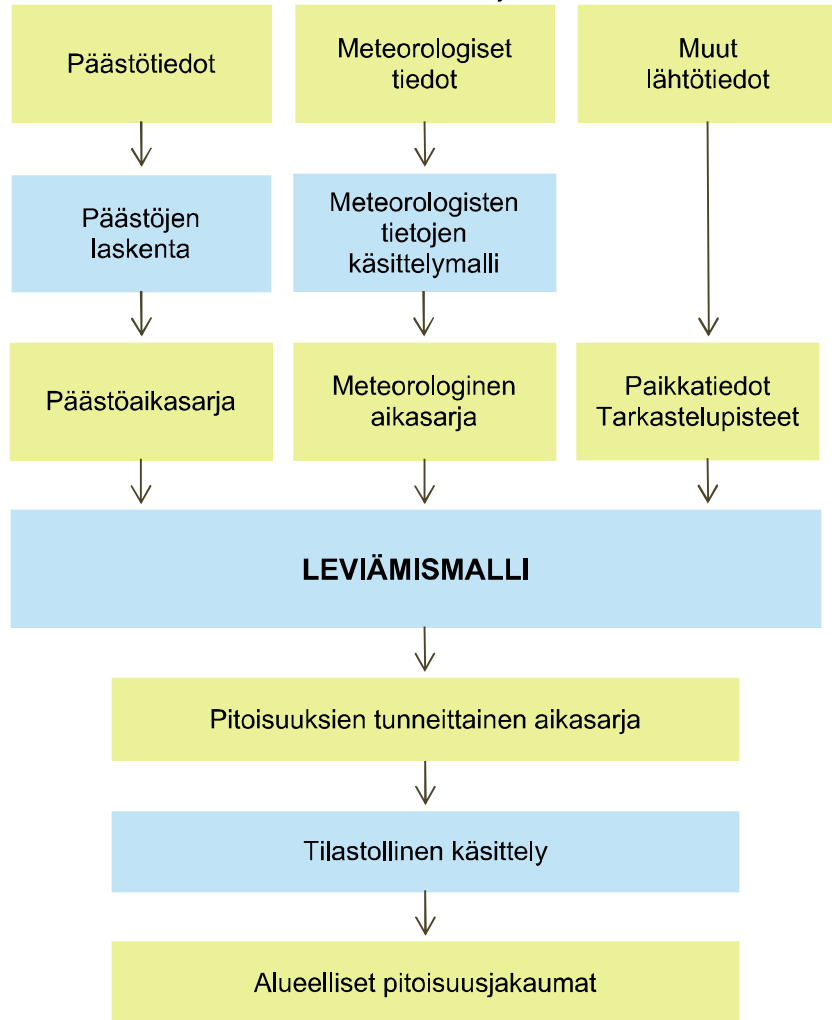 Päästötiedot
Meteorologiset
tiedot
Muut
lähtötiedot
Päästöjen
laskenta
Meteorologisten
tietojen
käsittelymalli
Päästöaikasarja
Meteorologinen
aikasarja
Paikkatiedot
Tarkastelupisteet
LEVIÄMISMALLI
Pitoisuuksien tunneittainen aikasarja
Tilastollinen käsittely
Alueelliset pitoisuusjakaumat